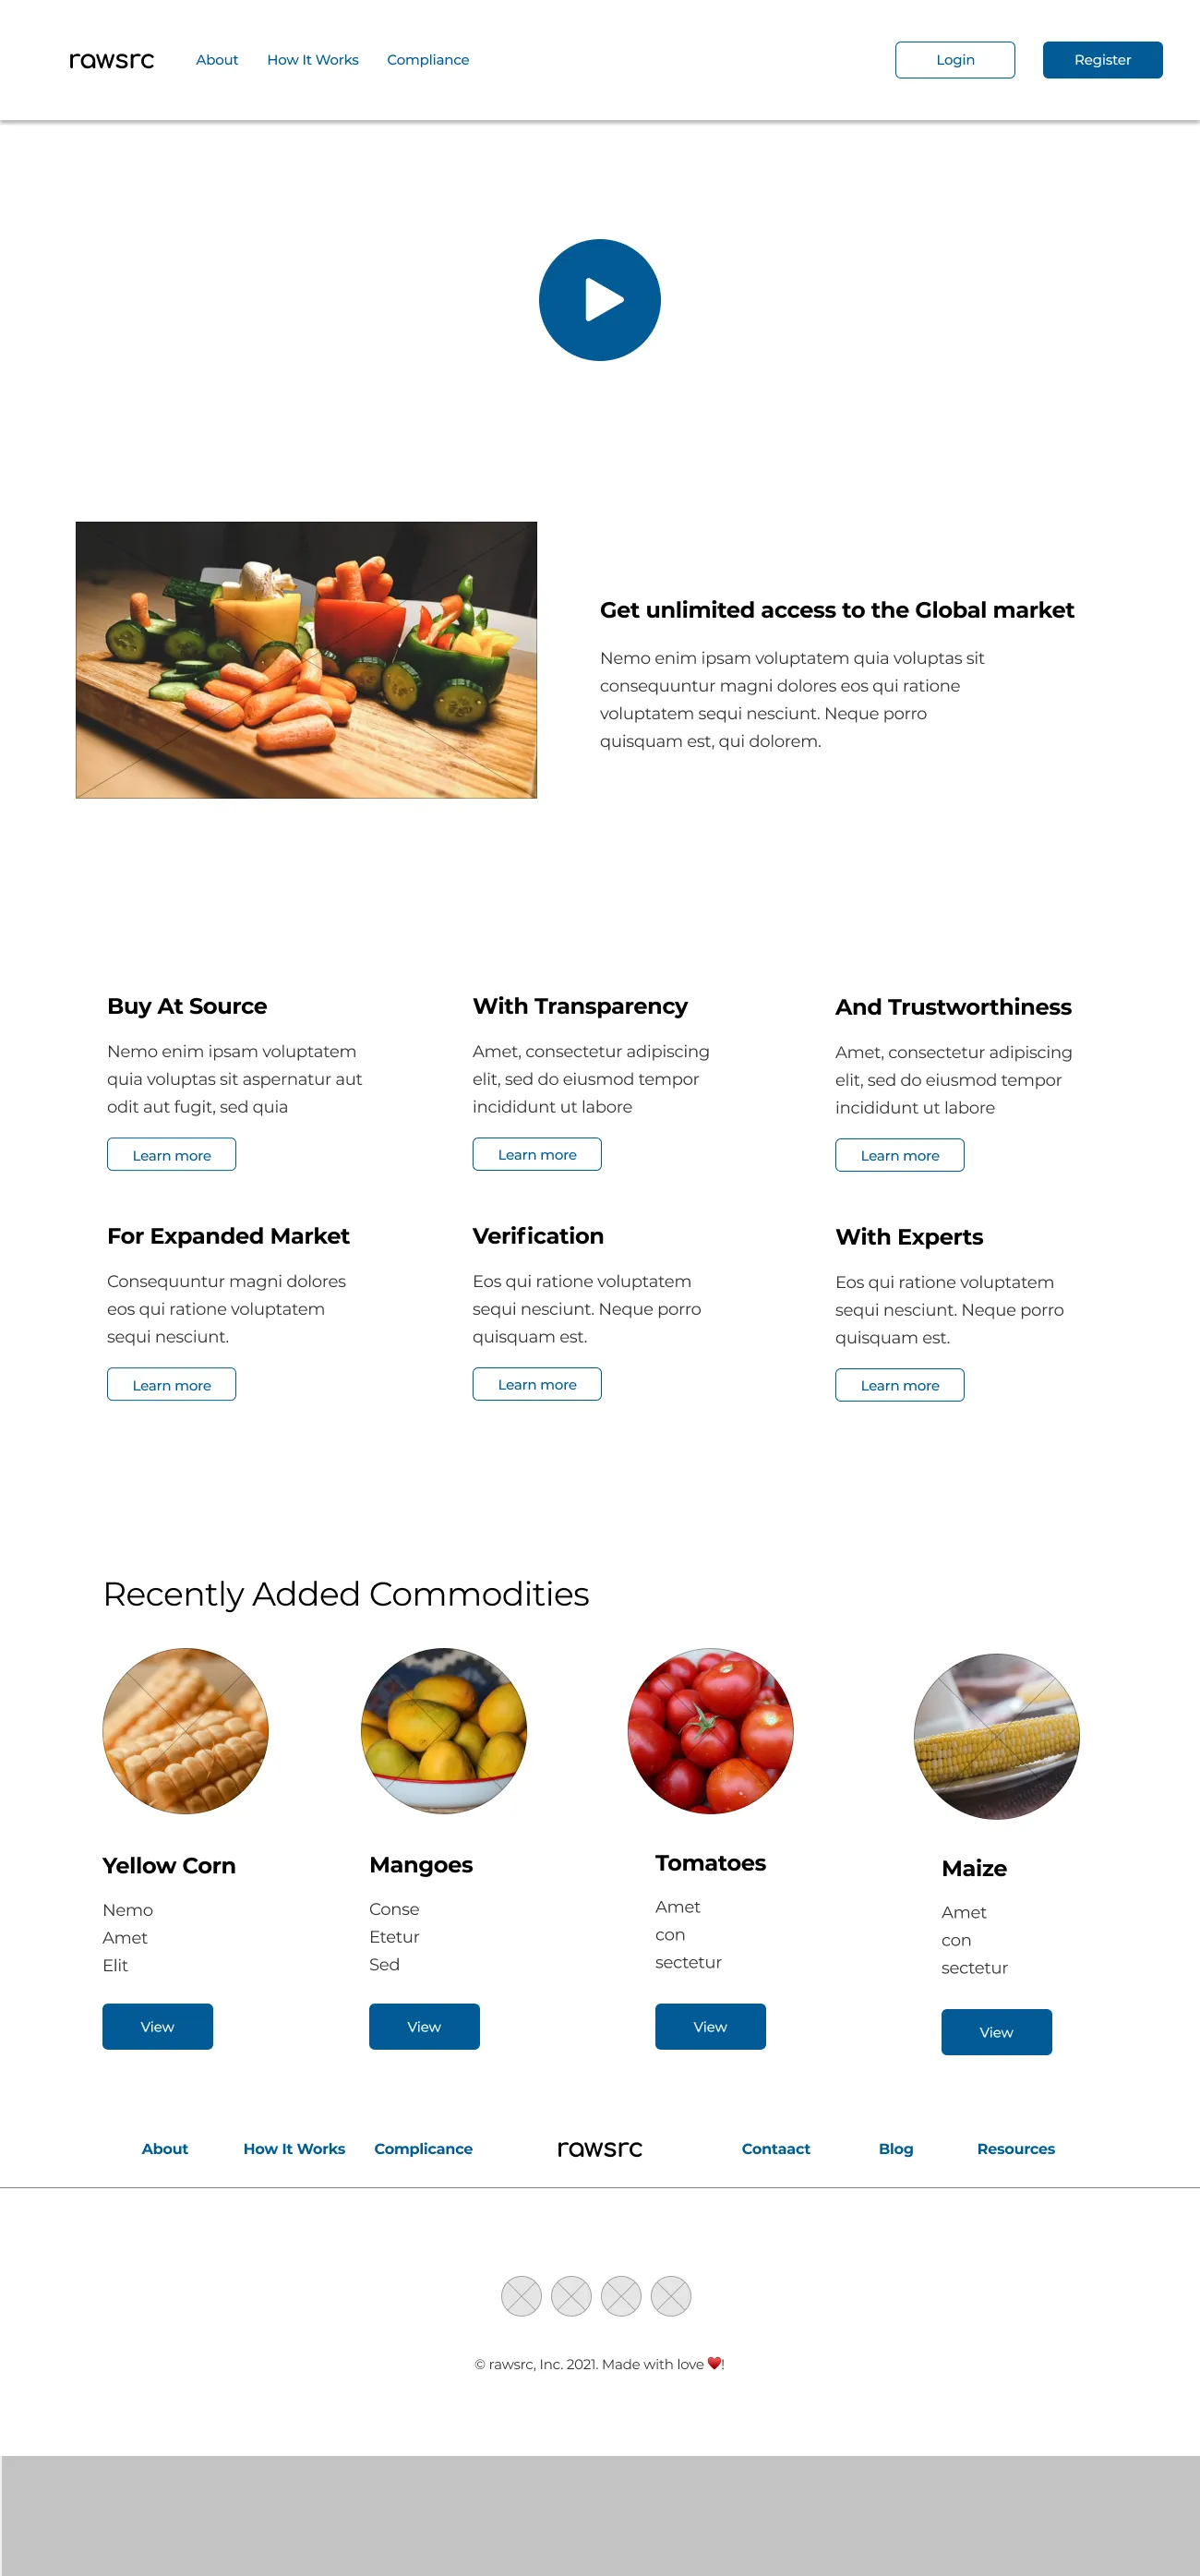 rawsrc
About
How It Works
Compliance
Login
Register
Get unlimited access to the Global market
Nemo enim ipsam voluptatem quia voluptas sit
consequuntur magni dolores eos qui ratione
voluptatem sequi nesciunt. Neque porro
quisquam est, qui dolorem.
Buy At Source
Nemo enim ipsam voluptatem
quia voluptas sit aspernatur aut
odit aut fugit, sed quia
Learn more
With Transparency
Amet, consectetur adipiscing
elit, sed do eiusmod tempor
incididunt ut labore
Learn more
And Trustworthiness
Amet, consectetur adipiscing
elit, sed do eiusmod tempor
incididunt ut labore
Learn more
For Expanded Market
Consequuntur magni dolores
eos qui ratione voluptatem
sequi nesciunt.
Learn more
Verification
Eos qui ratione voluptatem
sequi nesciunt. Neque porro
quisquam est.
Learn more
With Experts
Eos qui ratione voluptatem
sequi nesciunt. Neque porro
quisquam est.
Learn more
Recently Added Commodities
Yellow Corn
Nemo
Amet
Elit
View
Mangoes
Conse
Etetur
Sed
View
Tomatoes
Amet
con
sectetur
View
Maize
Amet
con
sectetur
View
About
How It Works
Complicance
rawsrc
Contaact
Blog
Resources
© rawsrc, Inc. 2021. Made with love ♥!